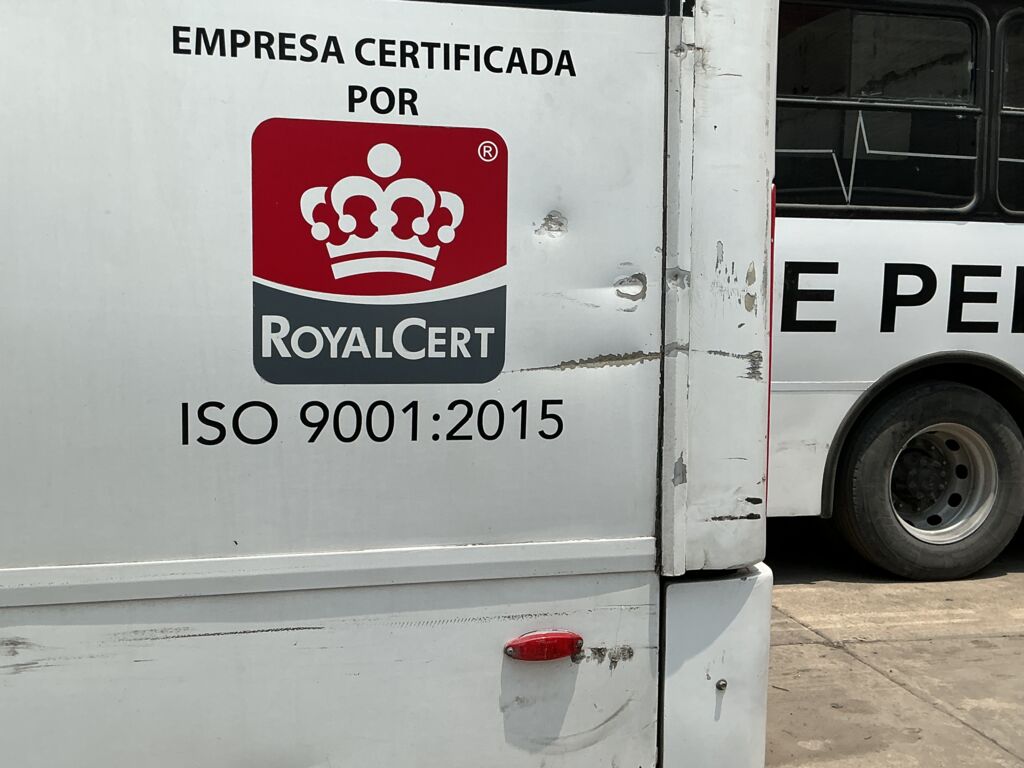 EMPRESA CERTIFICADA
POR
®
ROYALCERT
ISO 9001:2015
E PE